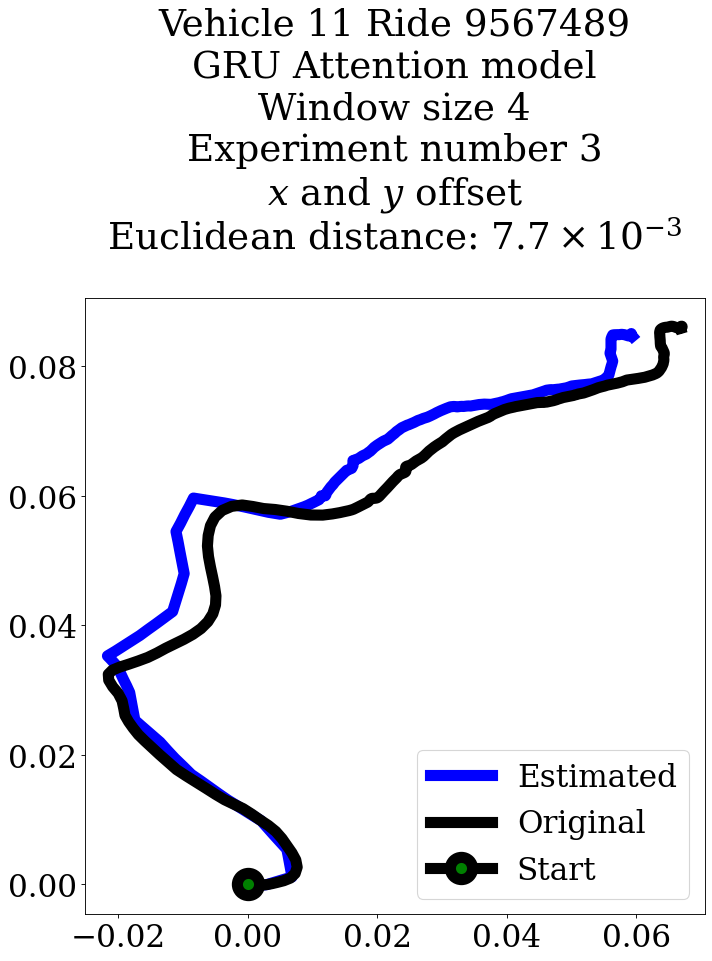 Vehicle 11 Ride 9567489
GRU Attention model
Window size 4
Experiment number 3
x and y offset
Euclidean distance: 7.7 × 10⁻³
0.08
0.06
0.04
0.02
0.00
Estimated
Original
Start
−0.02 0.00 0.02 0.04 0.06